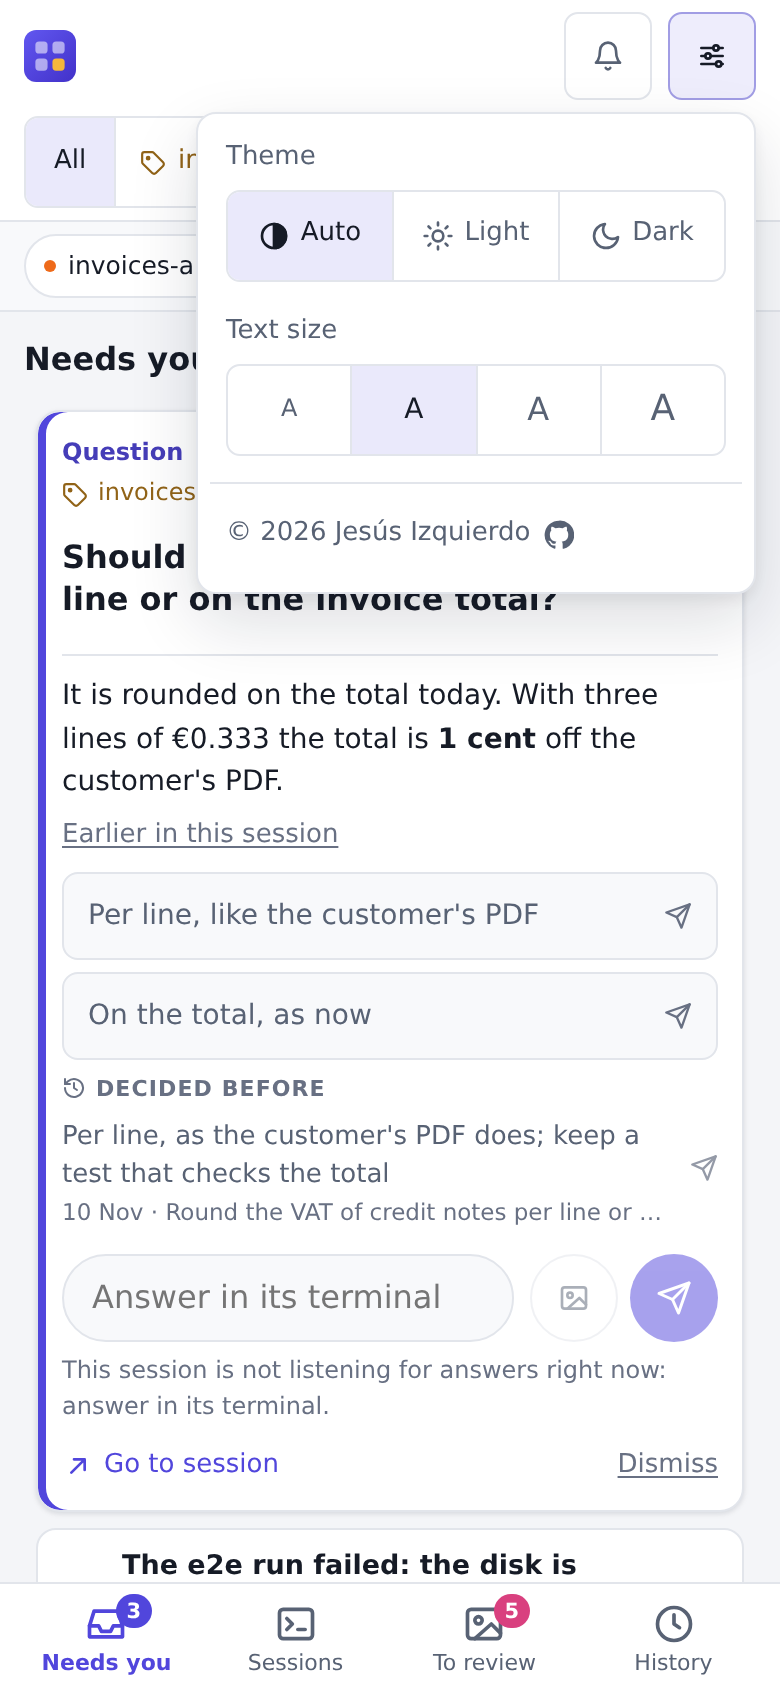 All
Theme
Auto
Light
Dark
invoices-a
Text size
A
A
A
A
Needs you
Question
invoices
© 2026 Jesús Izquierdo
Should
line or on the invoice total?
It is rounded on the total today. With three
lines of €0.333 the total is 1 cent off the
customer's PDF.
Earlier in this session
Per line, like the customer's PDF
On the total, as now
DECIDED BEFORE
Per line, as the customer's PDF does; keep a
test that checks the total
10 Nov · Round the VAT of credit notes per line or …
Answer in its terminal
This session is not listening for answers right now:
answer in its terminal.
Go to session
Dismiss
The e2e run failed: the disk is
3
5
Needs you
Sessions
To review
History